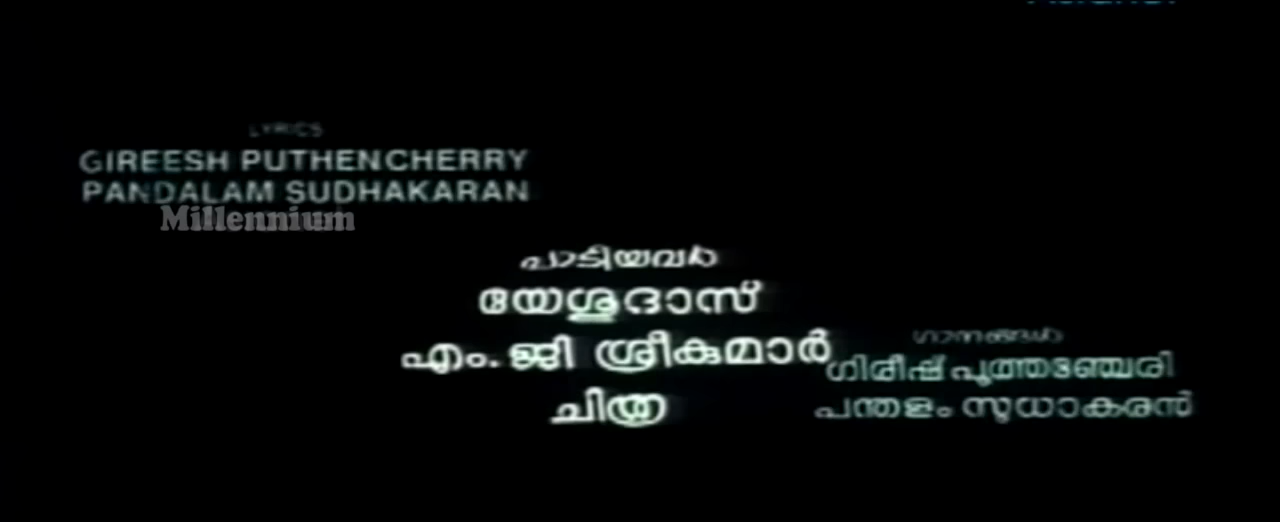 LYRICS
GIREESH PUTHENCHERRY
PANDALAM SUDHAKARAN
Millennium
പാടിയവർ
യേശുദാസ്
എം.ജി ശ്രീകുമാർ
ചിത്ര
ഗാനങ്ങൾ
ഗിരീഷ് പുത്തഞ്ചേരി
പന്തളം സുധാകരൻ